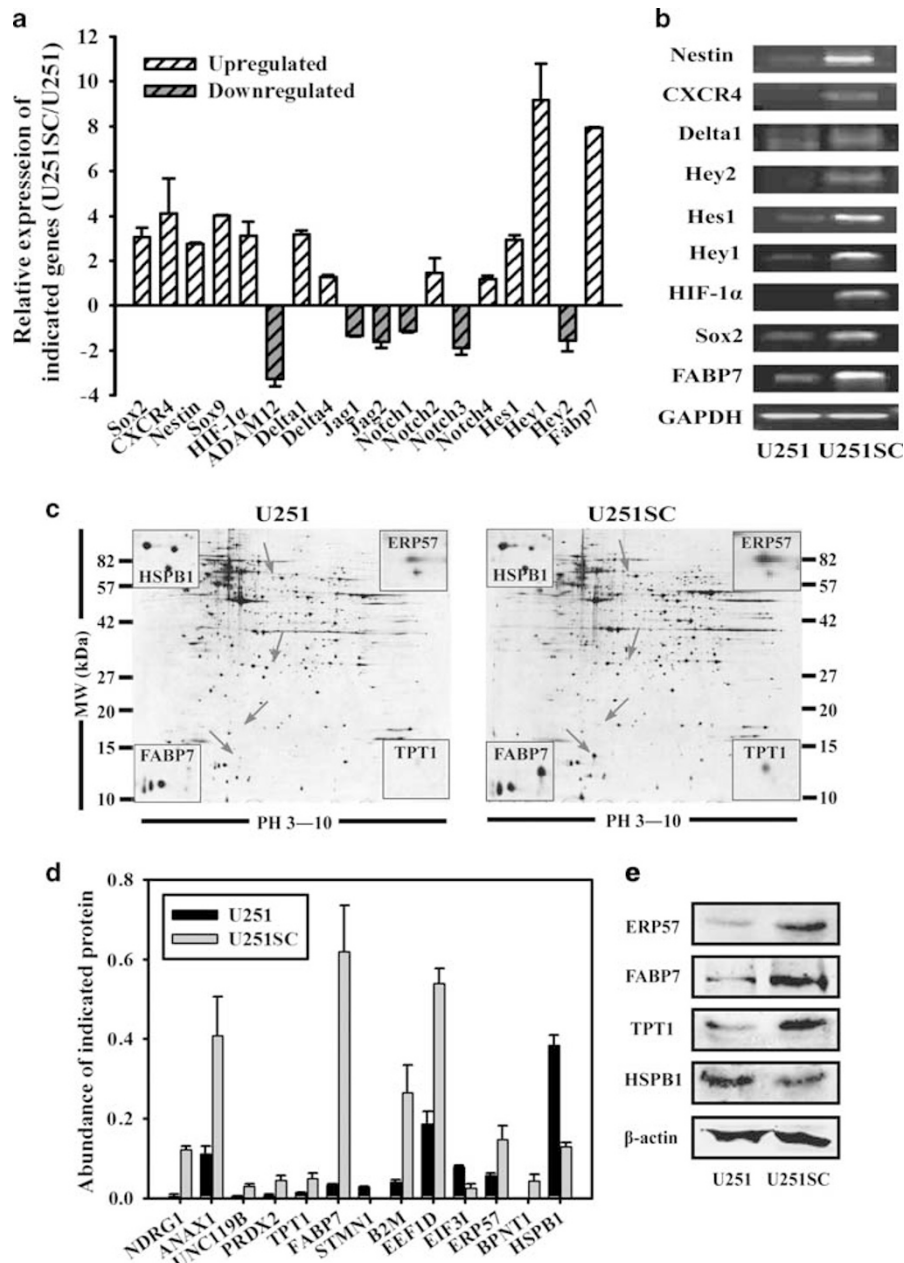 a
Relative expresseion of
indicated genes (U251SC/U251)
12
10
8
6
4
2
0
-2
-4
Upregulated
Downregulated
Sox2
CXCR4
Nestin
Sox9
HIF-1α
ADAM12
Delta1
Delta4
Jag1
Jag2
Notch1
Notch2
Notch3
Notch4
Hes1
Hey1
Hey2
Fabp7
b
Nestin
CXCR4
Delta1
Hey2
Hes1
Hey1
HIF-1α
Sox2
FABP7
GAPDH
U251 U251SC
c
U251
U251SC
MW (kDa)
82
57
42
27
20
15
10
HSPB1
ERP57
FABP7
TPT1
PH 3—10
HSPB1
ERP57
FABP7
TPT1
82
57
42
27
20
15
10
PH 3—10
d
Abundance of indicated protein
0.8
0.6
0.4
0.2
0.0
U251
U251SC
NDRG1
ANAX1
UNC119B
PRDX2
TPT1
FABP7
STMN1
B2M
EEF1D
EIF3I
ERP57
BPNT1
HSPB1
e
ERP57
FABP7
TPT1
HSPB1
β-actin
U251 U251SC